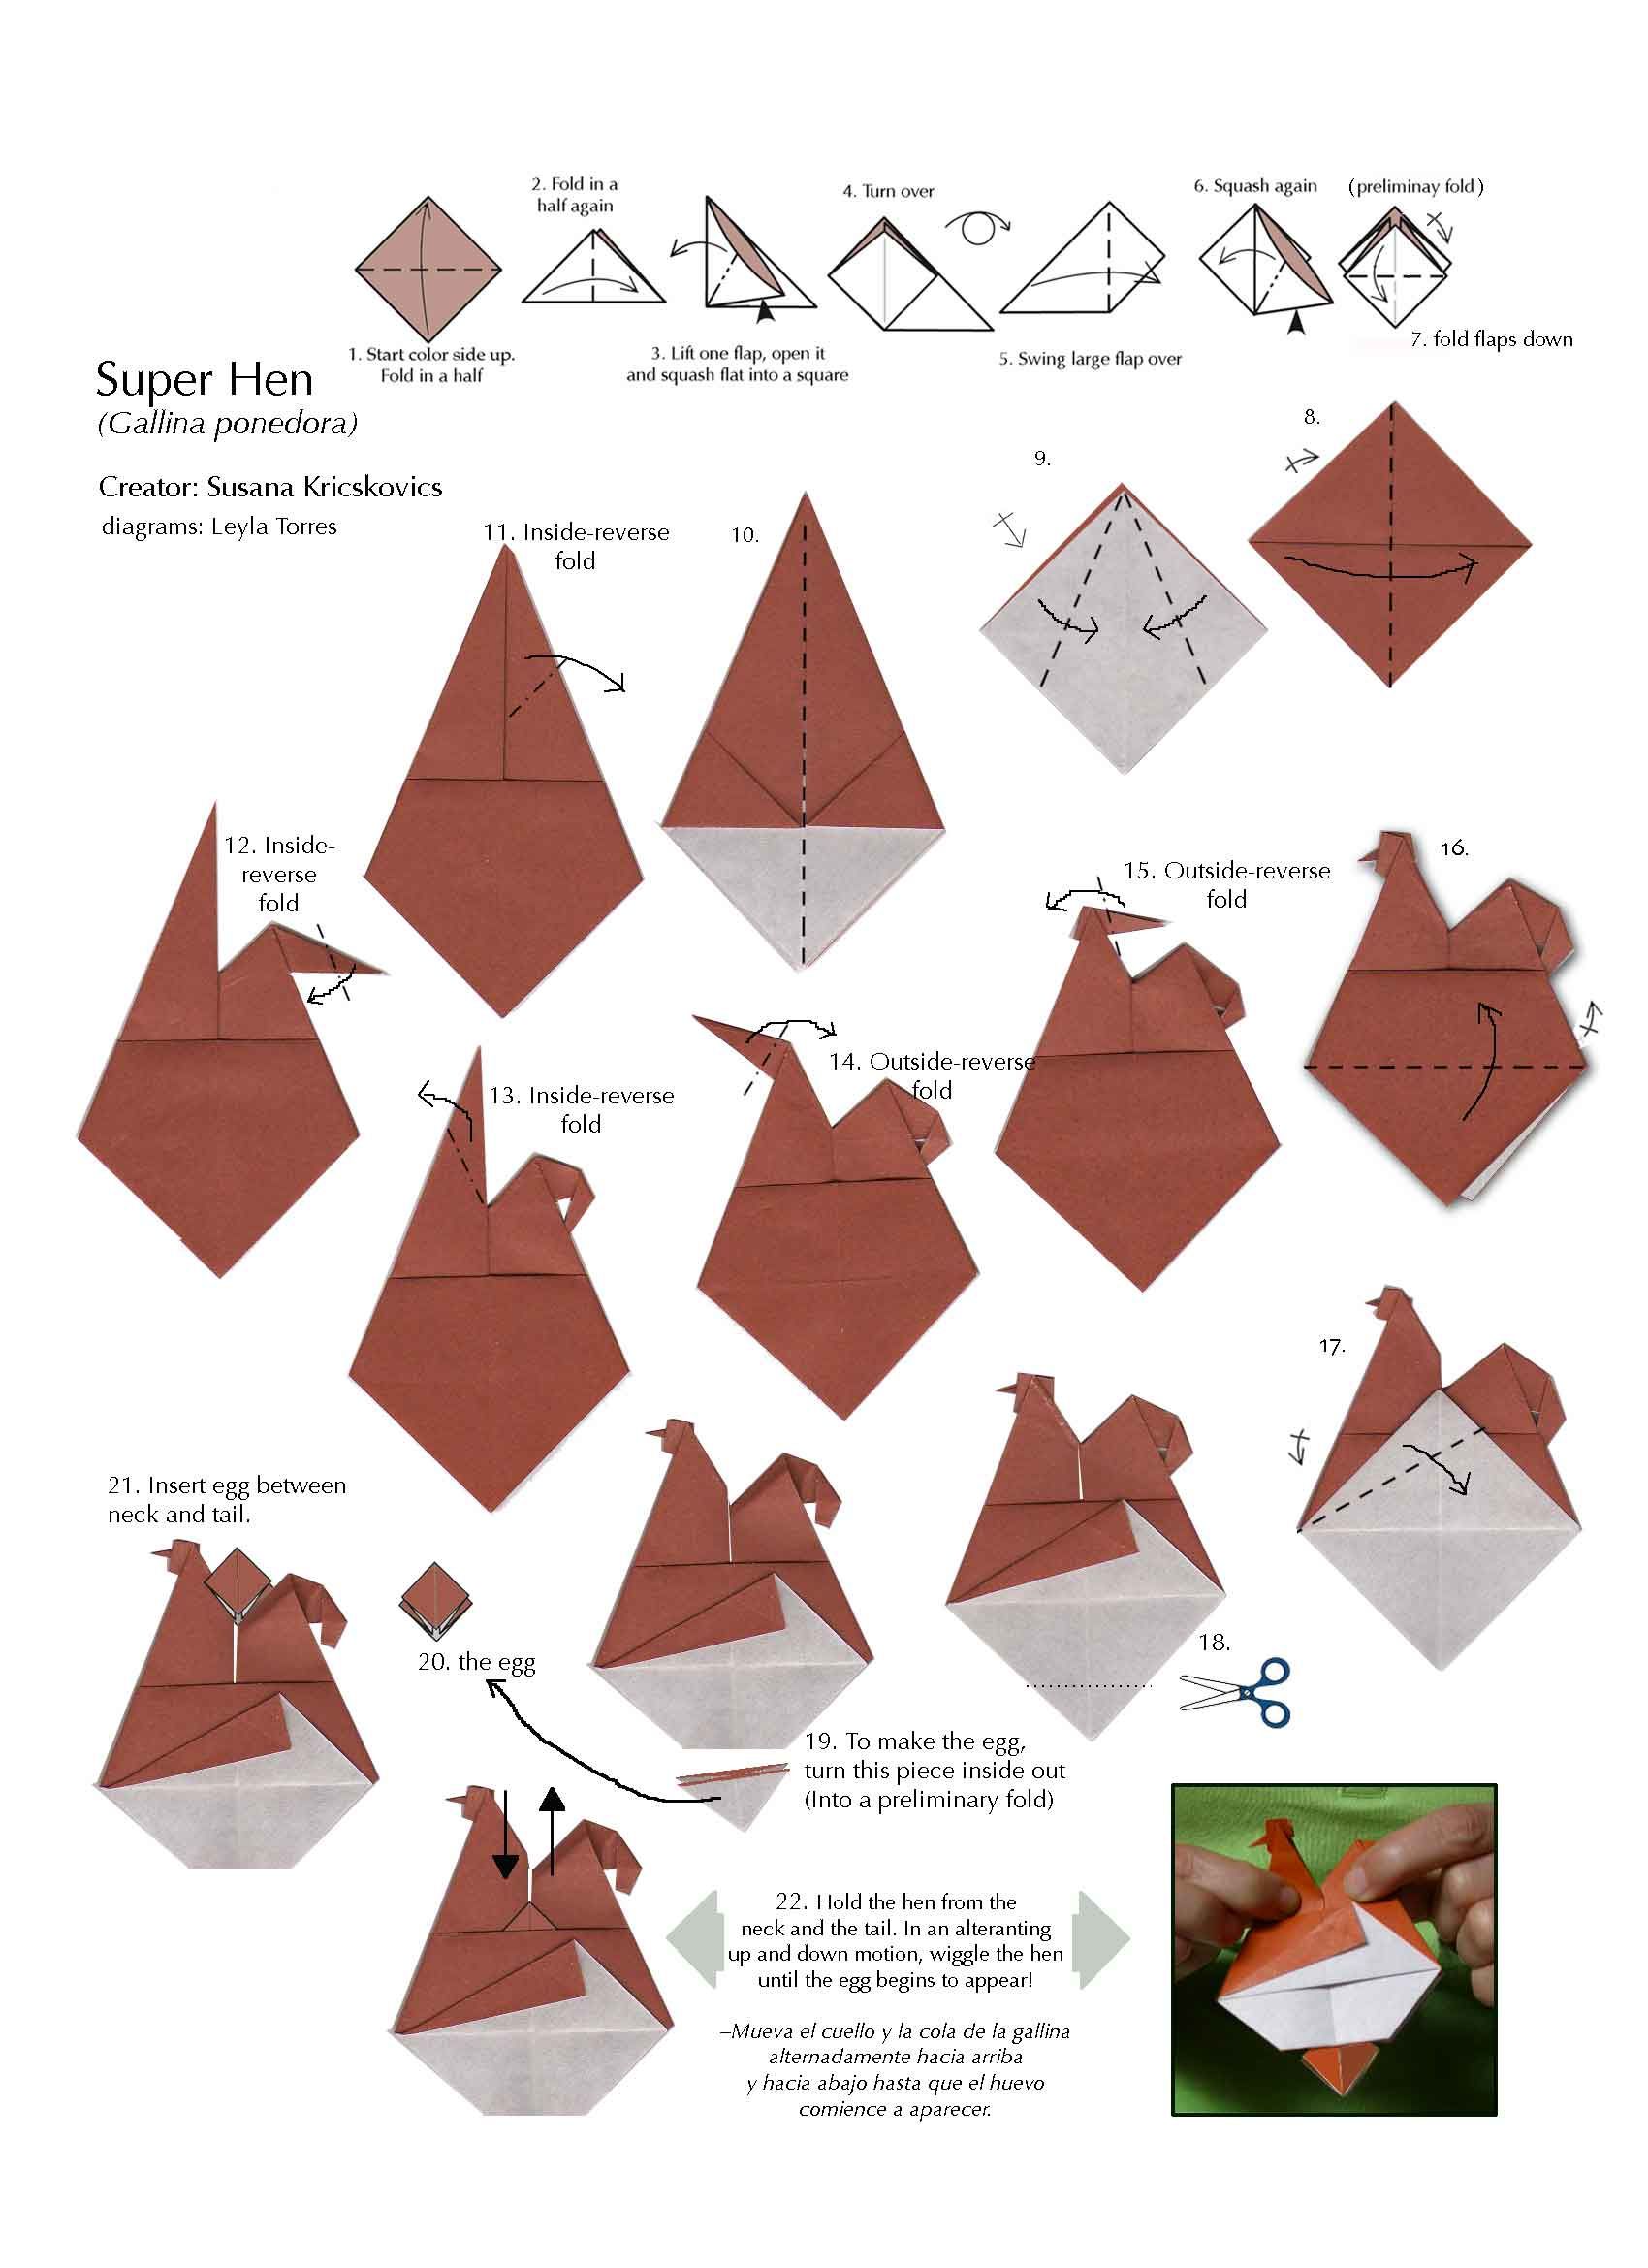 1. Start color side up.
Fold in a half
2. Fold in a
half again
3. Lift one flap, open it
and squash flat into a square
4. Turn over
5. Swing large flap over
6. Squash again
(preliminay fold)
7. fold flaps down
Super Hen
(Gallina ponedora)
Creator: Susana Kricskovics
diagrams: Leyla Torres
8.
9.
10.
11. Inside-reverse
fold
12. Inside-
reverse
fold
13. Inside-reverse
fold
14. Outside-reverse
fold
15. Outside-reverse
fold
16.
17.
18.
19. To make the egg,
turn this piece inside out
(Into a preliminary fold)
20. the egg
21. Insert egg between
neck and tail.
22. Hold the hen from the
neck and the tail. In an alteranting
up and down motion, wiggle the hen
until the egg begins to appear!
–Mueva el cuello y la cola de la gallina
alternadamente hacia arriba
y hacia abajo hasta que el huevo
comience a aparecer.